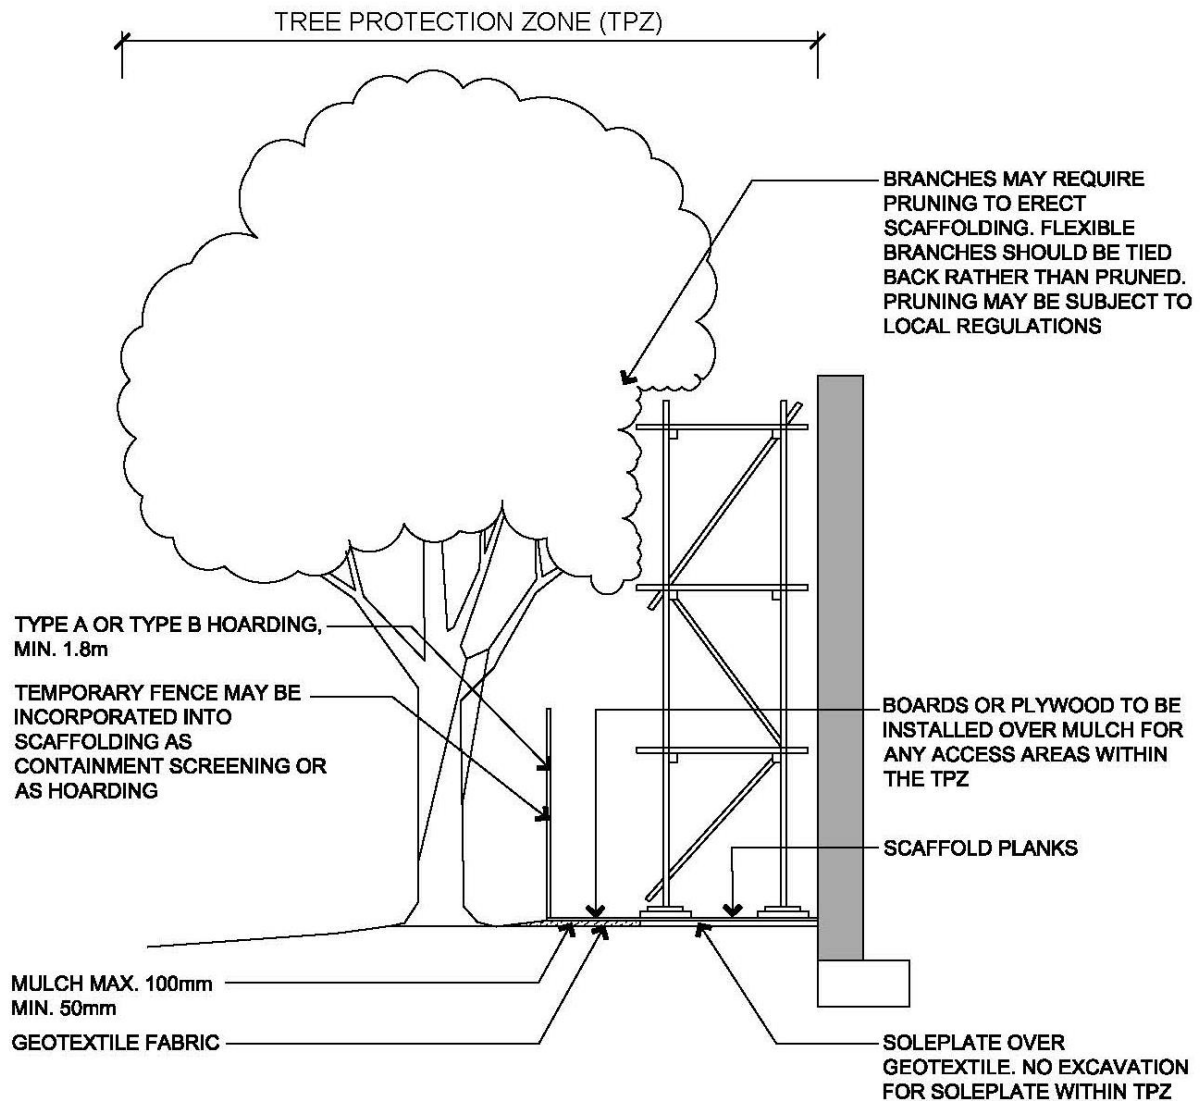 TREE PROTECTION ZONE (TPZ)
BRANCHES MAY REQUIRE
PRUNING TO ERECT
SCAFFOLDING. FLEXIBLE
BRANCHES SHOULD BE TIED
BACK RATHER THAN PRUNED.
PRUNING MAY BE SUBJECT TO
LOCAL REGULATIONS
TYPE A OR TYPE B HOARDING,
MIN. 1.8m
TEMPORARY FENCE MAY BE
INCORPORATED INTO
SCAFFOLDING AS
CONTAINMENT SCREENING OR
AS HOARDING
BOARDS OR PLYWOOD TO BE
INSTALLED OVER MULCH FOR
ANY ACCESS AREAS WITHIN
THE TPZ
SCAFFOLD PLANKS
MULCH MAX. 100mm
MIN. 50mm
GEOTEXTILE FABRIC
SOLEPLATE OVER
GEOTEXTILE. NO EXCAVATION
FOR SOLEPLATE WITHIN TPZ